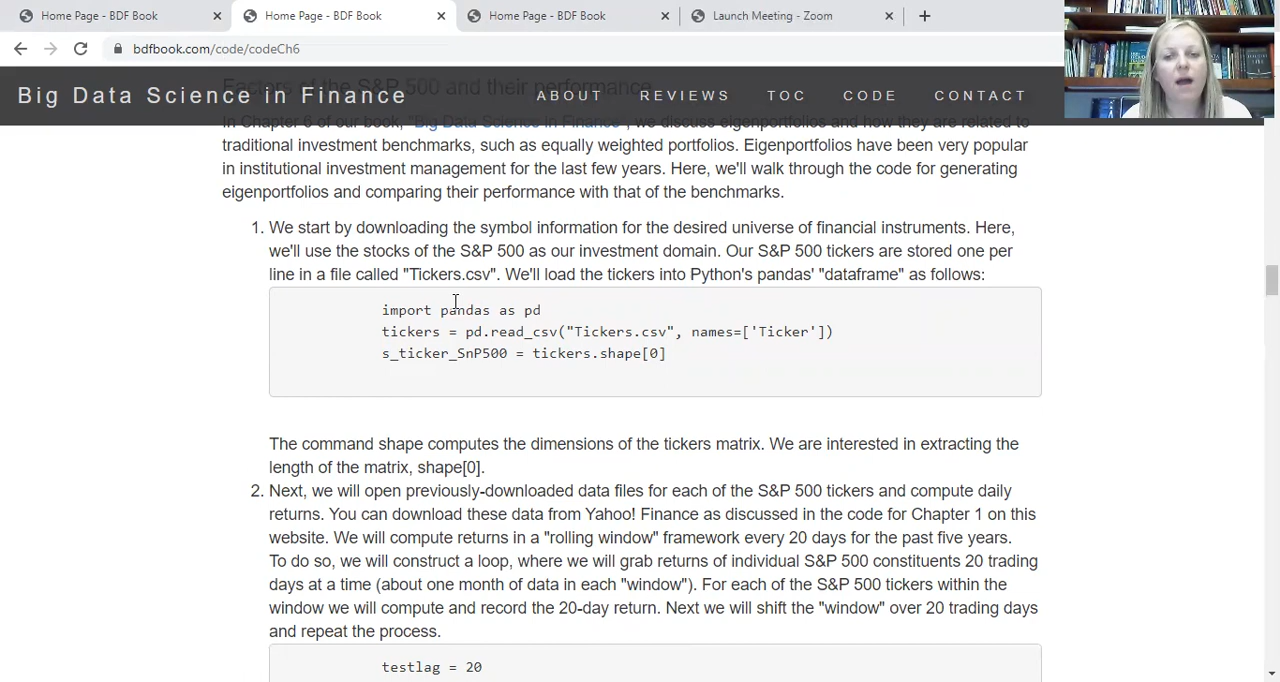 Home Page - BDF Book
Home Page - BDF Book
Home Page - BDF Book
Launch Meeting - Zoom
bdfbook.com/code/codeCh6
Big Data Science in Finance
ABOUT REVIEWS TOC CODE CONTACT
Factors of the S&P 500 and their performance
In Chapter 6 of our book, "Big Data Science in Finance", we discuss eigenportfolios and how they are related to
traditional investment benchmarks, such as equally weighted portfolios. Eigenportfolios have been very popular
in institutional investment management for the last few years. Here, we'll walk through the code for generating
eigenportfolios and comparing their performance with that of the benchmarks.
1. We start by downloading the symbol information for the desired universe of financial instruments. Here,
we'll use the stocks of the S&P 500 as our investment domain. Our S&P 500 tickers are stored one per
line in a file called "Tickers.csv". We'll load the tickers into Python's pandas' "dataframe" as follows:
import pandas as pd
tickers = pd.read_csv("Tickers.csv", names=['Ticker'])
s_ticker_SnP500 = tickers.shape[0]
The command shape computes the dimensions of the tickers matrix. We are interested in extracting the
length of the matrix, shape[0].
2. Next, we will open previously-downloaded data files for each of the S&P 500 tickers and compute daily
returns. You can download these data from Yahoo! Finance as discussed in the code for Chapter 1 on this
website. We will compute returns in a "rolling window" framework every 20 days for the past five years.
To do so, we will construct a loop, where we will grab returns of individual S&P 500 constituents 20 trading
days at a time (about one month of data in each "window"). For each of the S&P 500 tickers within the
window we will compute and record the 20-day return. Next we will shift the "window" over 20 trading days
and repeat the process.
testlag = 20